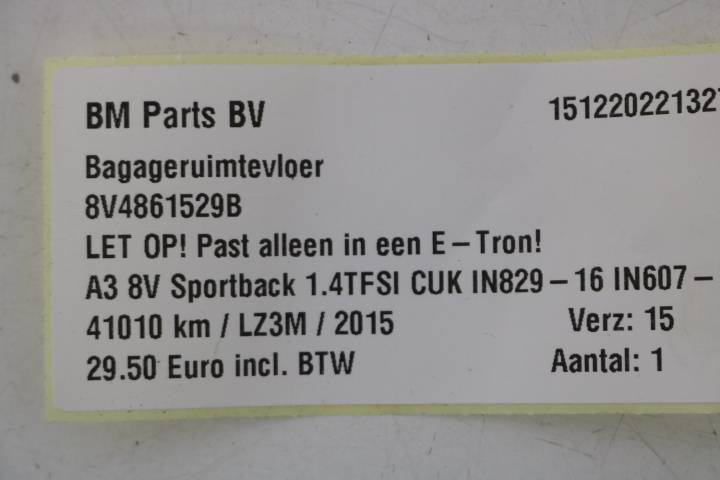 BM Parts BV 15122022132
Bagageruimtevloer
8V4861529B
LET OP! Past alleen in een E-Tron!
A3 8V Sportback 1.4TFSI CUK IN829-16 IN607-
41010 km / LZ3M / 2015 Verz: 15
29.50 Euro incl. BTW Aantal: 1